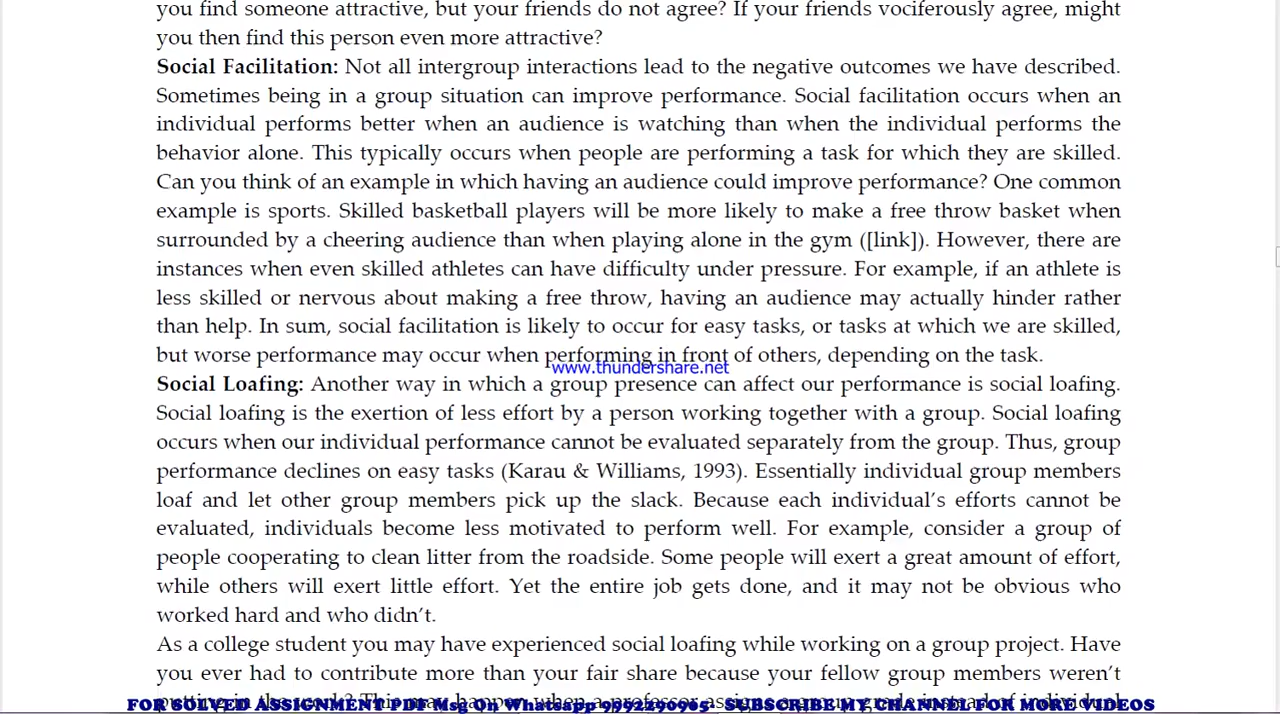 you find someone attractive, but your friends do not agree? If your friends vociferously agree, might
you then find this person even more attractive?
Social Facilitation: Not all intergroup interactions lead to the negative outcomes we have described.
Sometimes being in a group situation can improve performance. Social facilitation occurs when an
individual performs better when an audience is watching than when the individual performs the
behavior alone. This typically occurs when people are performing a task for which they are skilled.
Can you think of an example in which having an audience could improve performance? One common
example is sports. Skilled basketball players will be more likely to make a free throw basket when
surrounded by a cheering audience than when playing alone in the gym ([link]). However, there are
instances when even skilled athletes can have difficulty under pressure. For example, if an athlete is
less skilled or nervous about making a free throw, having an audience may actually hinder rather
than help. In sum, social facilitation is likely to occur for easy tasks, or tasks at which we are skilled,
but worse performance may occur when performing in front of others, depending on the task.
www.thundershare.net
Social Loafing: Another way in which a group presence can affect our performance is social loafing.
Social loafing is the exertion of less effort by a person working together with a group. Social loafing
occurs when our individual performance cannot be evaluated separately from the group. Thus, group
performance declines on easy tasks (Karau & Williams, 1993). Essentially individual group members
loaf and let other group members pick up the slack. Because each individual's efforts cannot be
evaluated, individuals become less motivated to perform well. For example, consider a group of
people cooperating to clean litter from the roadside. Some people will exert a great amount of effort,
while others will exert little effort. Yet the entire job gets done, and it may not be obvious who
worked hard and who didn't.
As a college student you may have experienced social loafing while working on a group project. Have
you ever had to contribute more than your fair share because your fellow group members weren't
putting in the work? This may happen when a professor assigns a group grade instead of individual
FOR SOLVED ASSIGNMENT PDF Msg On Whatsapp SUBSCRIBE MY CHANNEL FOR MORE VIDEOS